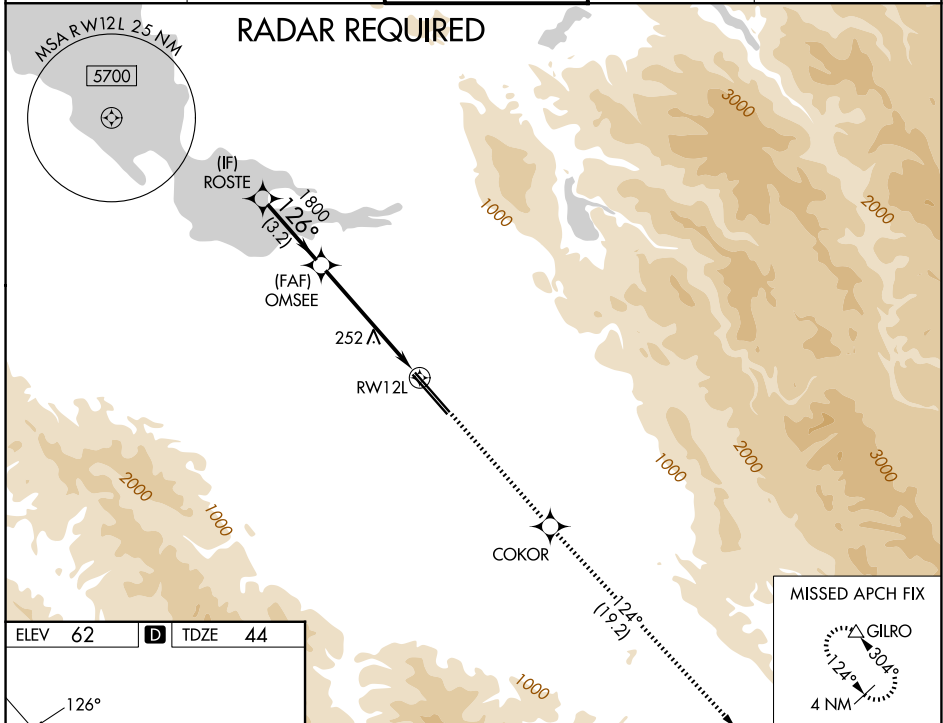 RADAR REQUIRED
MSA RW12L 25 NM
5700
3000
(IF)
ROSTE
1800
126°
(3.2)
1000
2000
(FAF)
OMSEE
252
RW12L
2000
1000
1000
2000
3000
COKOR
124°
(19.2)
1000
MISSED APCH FIX
GILRO
304°
124°
4 NM
ELEV 62 D TDZE 44
126°